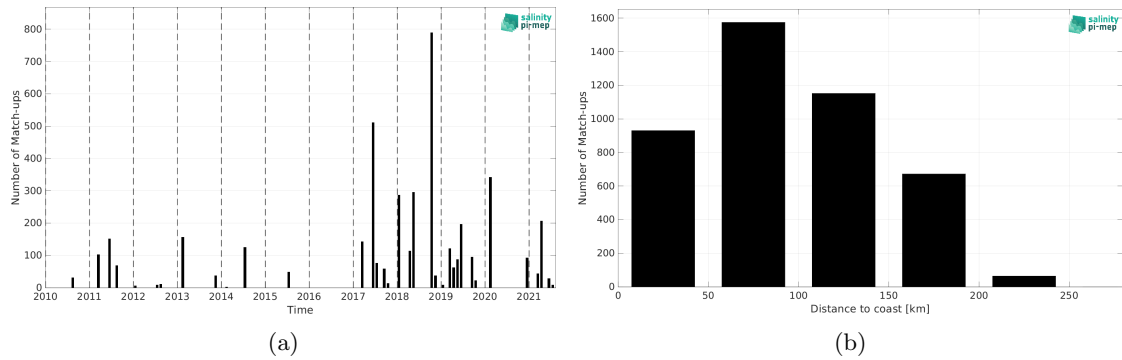 salinity
pi-mep
800
700
600
500
400
300
200
100
0
Number of Match-ups
2010 2011 2012 2013 2014 2015 2016 2017 2018 2019 2020 2021
Time
(a)
salinity
pi-mep
1600
1400
1200
1000
800
600
400
200
0
Number of Match-ups
0 50 100 150 200 250
Distance to coast [km]
(b)